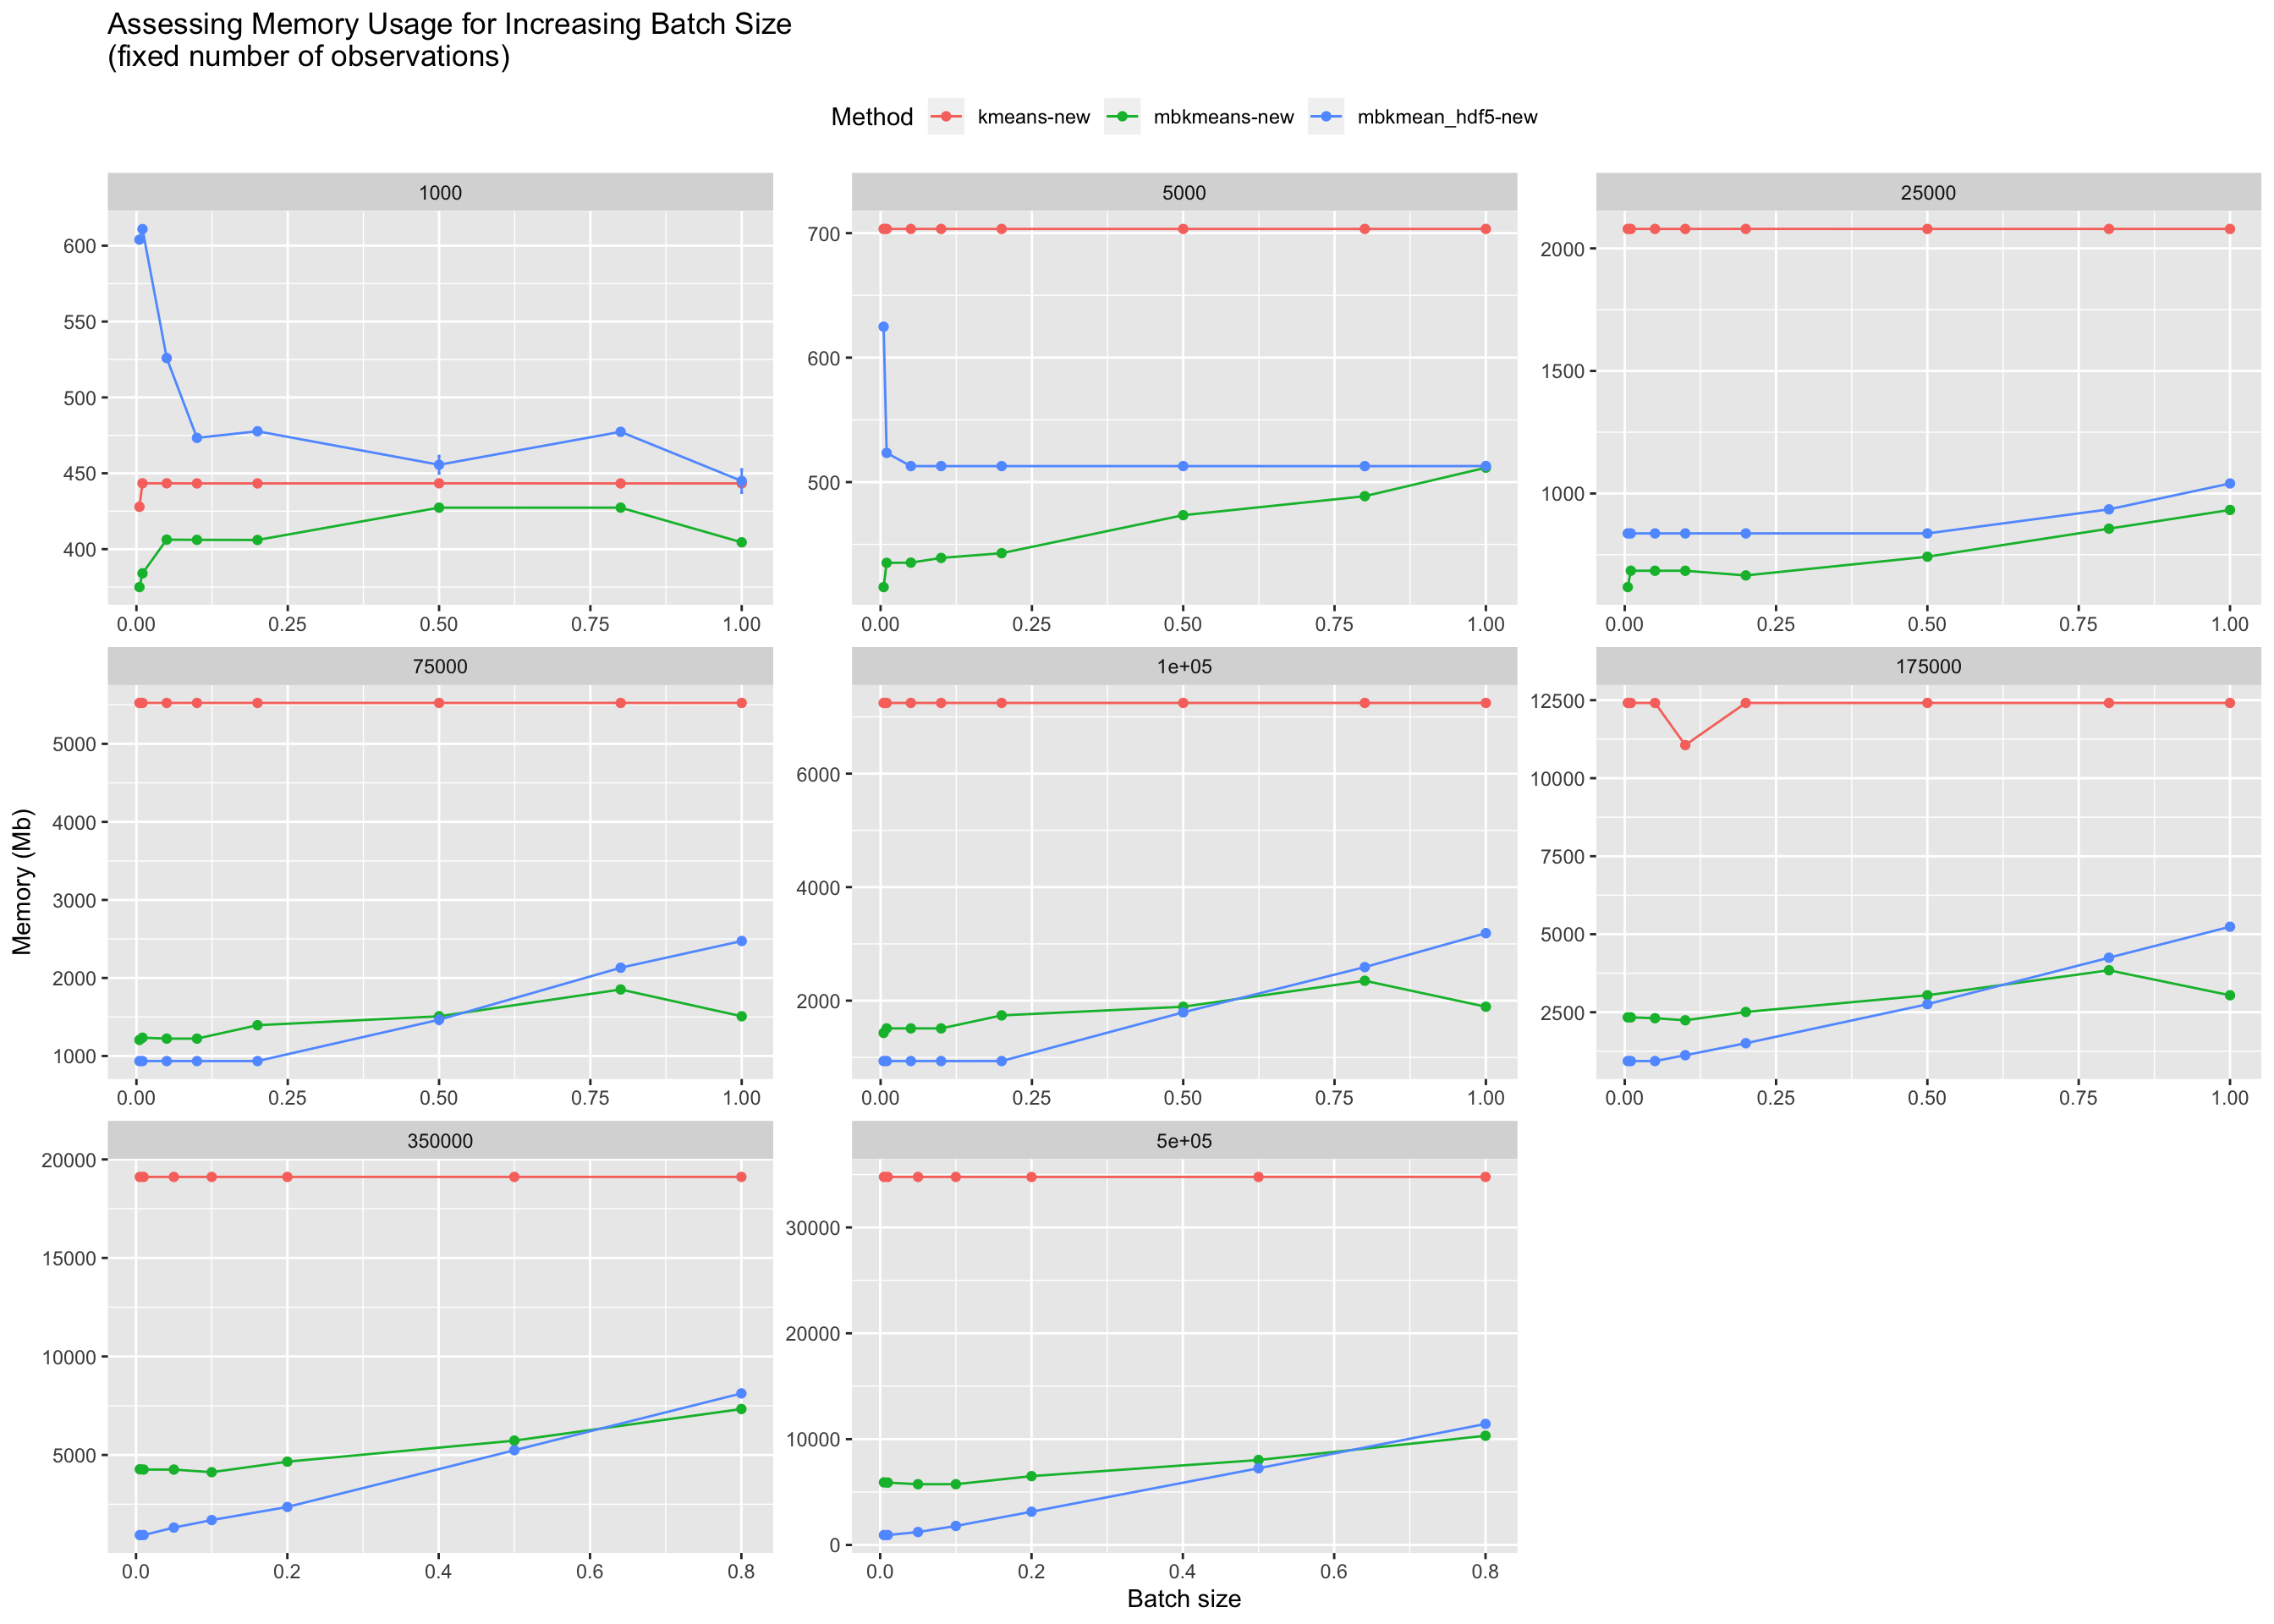 Assessing Memory Usage for Increasing Batch Size
(fixed number of observations)
Method kmeans-new mbkmeans-new mbkmean_hdf5-new
1000
600
550
500
450
400
0.00 0.25 0.50 0.75 1.00
5000
700
600
500
0.00 0.25 0.50 0.75 1.00
25000
2000
1500
1000
0.00 0.25 0.50 0.75 1.00
Memory (Mb)
75000
5000
4000
3000
2000
1000
0.00 0.25 0.50 0.75 1.00
1e+05
6000
4000
2000
0.00 0.25 0.50 0.75 1.00
175000
12500
10000
7500
5000
2500
0.00 0.25 0.50 0.75 1.00
350000
20000
15000
10000
5000
0.0 0.2 0.4 0.6 0.8
5e+05
30000
20000
10000
0
0.0 0.2 0.4 0.6 0.8
Batch size